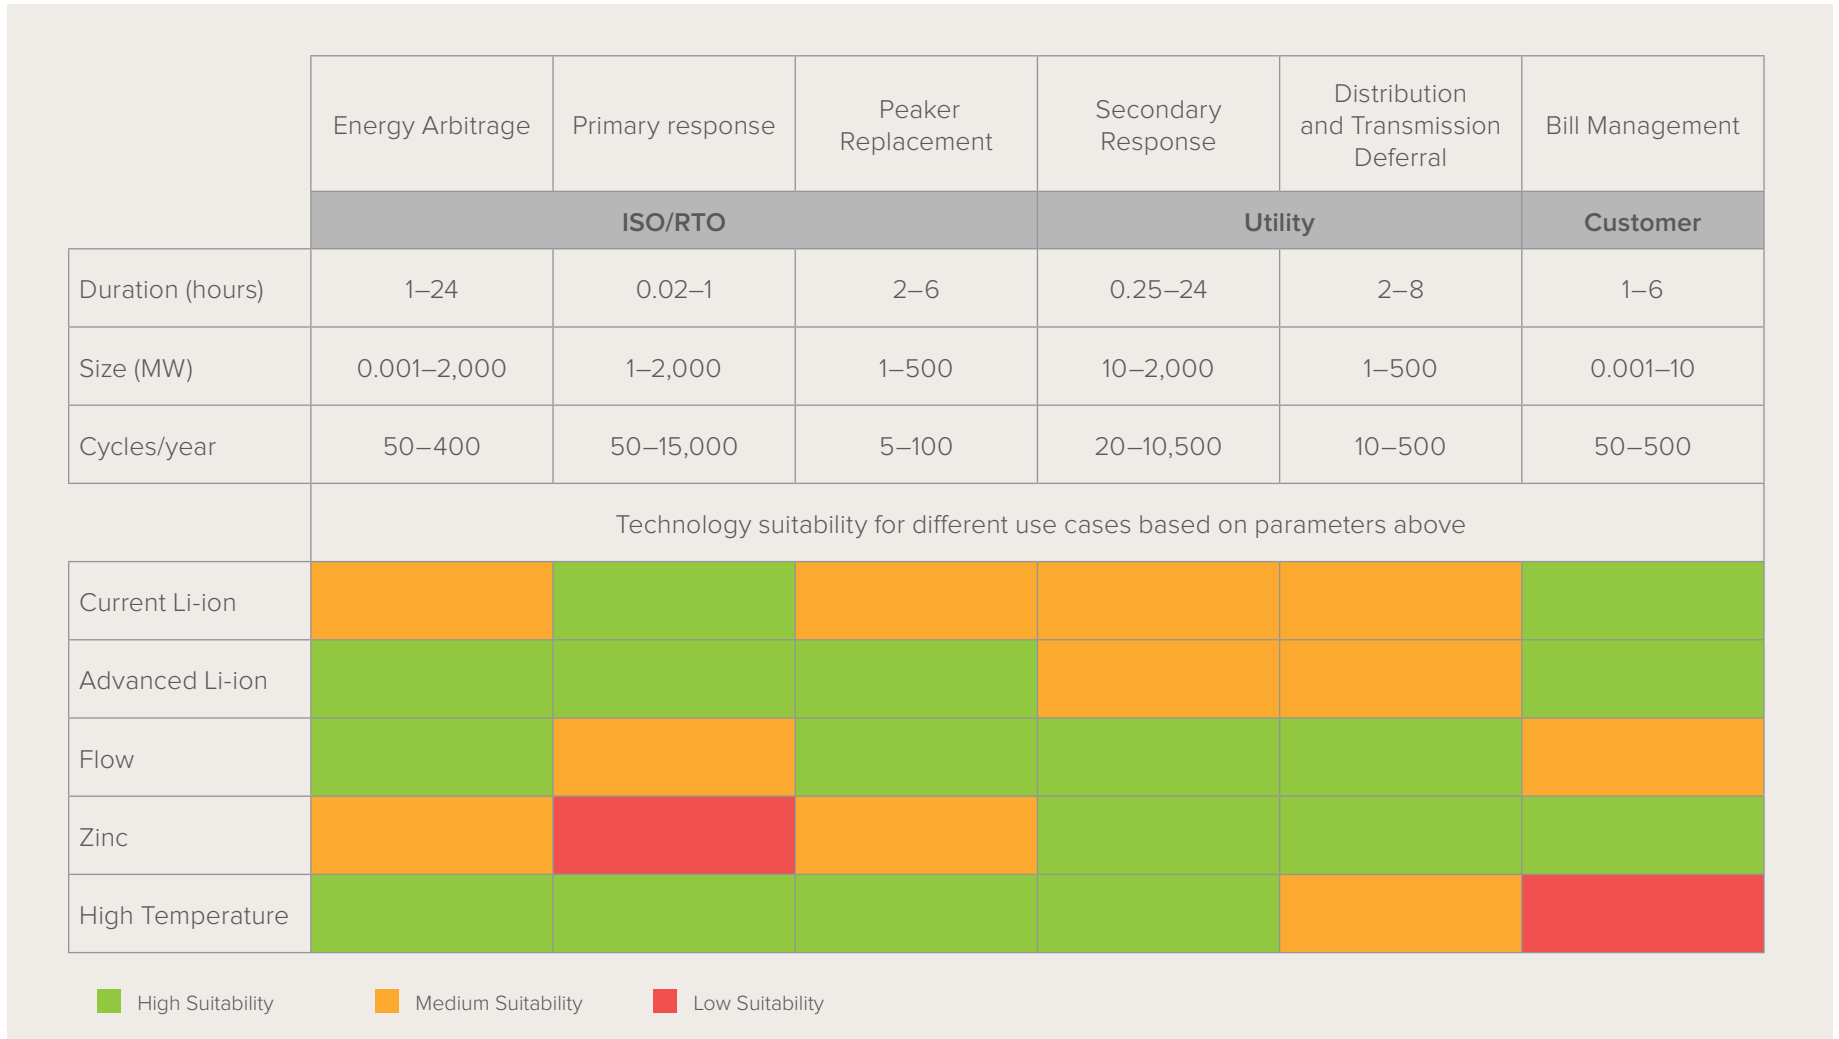 Energy Arbitrage
Primary response
Peaker
Replacement
Secondary
Response
Distribution
and Transmission
Deferral
Bill Management
ISO/RTO
Utility
Customer
Duration (hours)
1–24
0.02–1
2–6
0.25–24
2–8
1–6
Size (MW)
0.001–2,000
1–2,000
1–500
10–2,000
1–500
0.001–10
Cycles/year
50–400
50–15,000
5–100
20–10,500
10–500
50–500
Technology suitability for different use cases based on parameters above
Current Li-ion
Advanced Li-ion
Flow
Zinc
High Temperature
High Suitability
Medium Suitability
Low Suitability